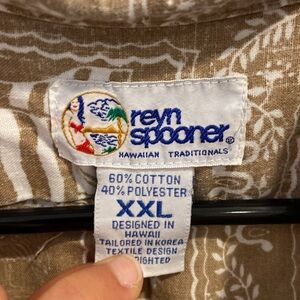 reyn
spooner®
HAWAIIAN TRADITIONALS
60% COTTON
40% POLYESTER
XXL
DESIGNED IN
HAWAII
TAILORED IN KOREA
TEXTILE DESIGN